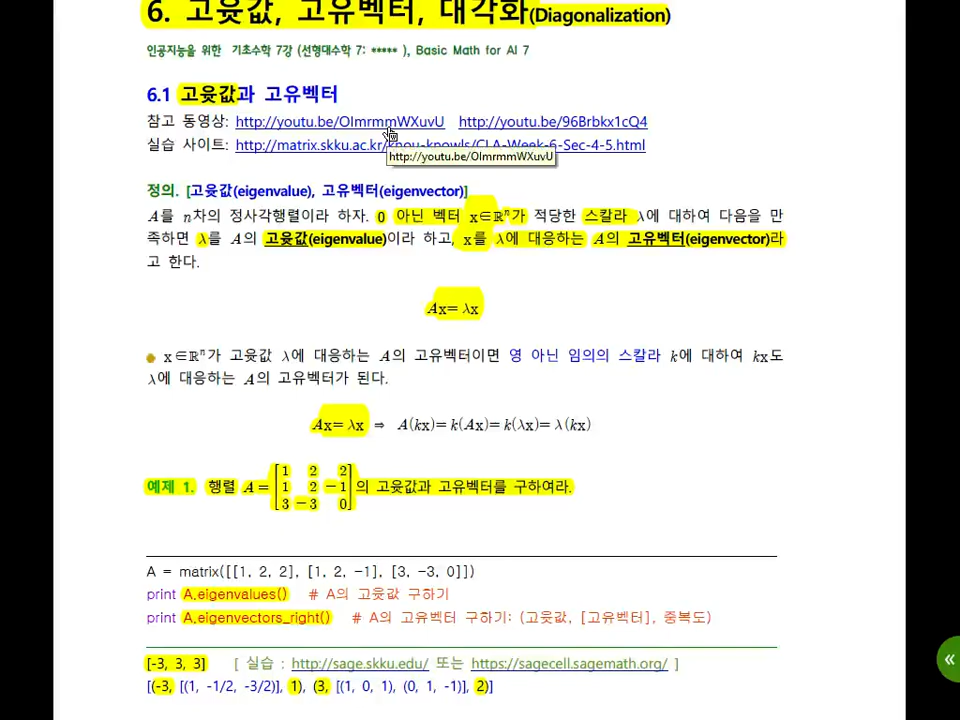 6. 고윳값, 고유벡터, 대각화(Diagonalization)
인공지능을 위한 기초수학 7강 (선형대수학 7: ***** ), Basic Math for AI 7
6.1 고윳값과 고유벡터
참고 동영상: http://youtu.be/OImrmmWXuvU http://youtu.be/96Brbkx1cQ4
실습 사이트: http://matrix.skku.ac.kr/knou-knowls/CLA-Week-6-Sec-4-5.html
http://youtu.be/OImrmmWXuvU
정의. [고윳값(eigenvalue), 고유벡터(eigenvector)]
A를 n차의 정사각행렬이라 하자. 0 아닌 벡터 x∈ℝⁿ가 적당한 스칼라 λ에 대하여 다음을 만
족하면 λ를 A의 고윳값(eigenvalue)이라 하고, x를 λ에 대응하는 A의 고유벡터(eigenvector)라
고 한다.
Ax= λx
x∈ℝⁿ가 고윳값 λ에 대응하는 A의 고유벡터이면 영 아닌 임의의 스칼라 k에 대하여 kx도
λ에 대응하는 A의 고유벡터가 된다.
Ax= λx ⇒ A(kx)= k(Ax)= k(λx)= λ(kx)
예제 1. 행렬 A= [1 2 2
1 2 −1
3 −3 0]의 고윳값과 고유벡터를 구하여라.
A = matrix([[1, 2, 2], [1, 2, -1], [3, -3, 0]])
print A.eigenvalues() # A의 고윳값 구하기
print A.eigenvectors_right() # A의 고유벡터 구하기: (고윳값, [고유벡터], 중복도)
[-3, 3, 3] [ 실습 : http://sage.skku.edu/ 또는 https://sagecell.sagemath.org/ ]
[(-3, [(1, -1/2, -3/2)], 1), (3, [(1, 0, 1), (0, 1, -1)], 2)]
«